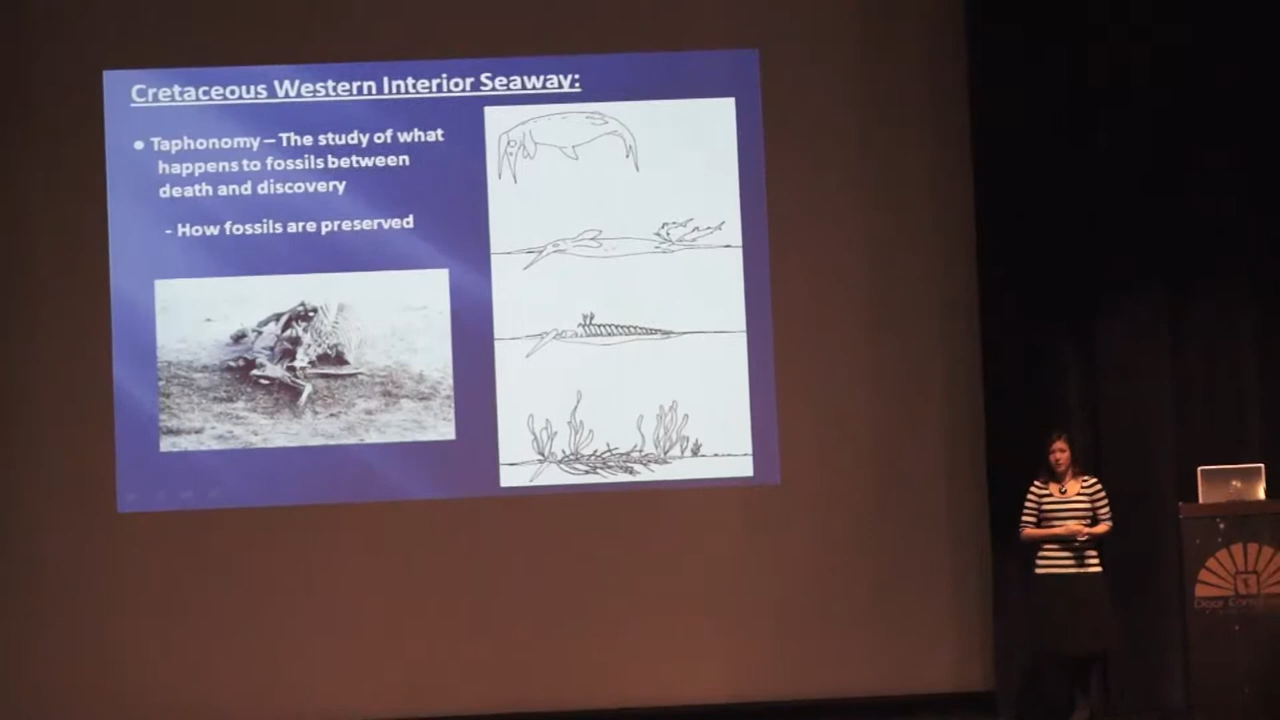 Cretaceous Western Interior Seaway:
• Taphonomy – The study of what
happens to fossils between
death and discovery
- How fossils are preserved